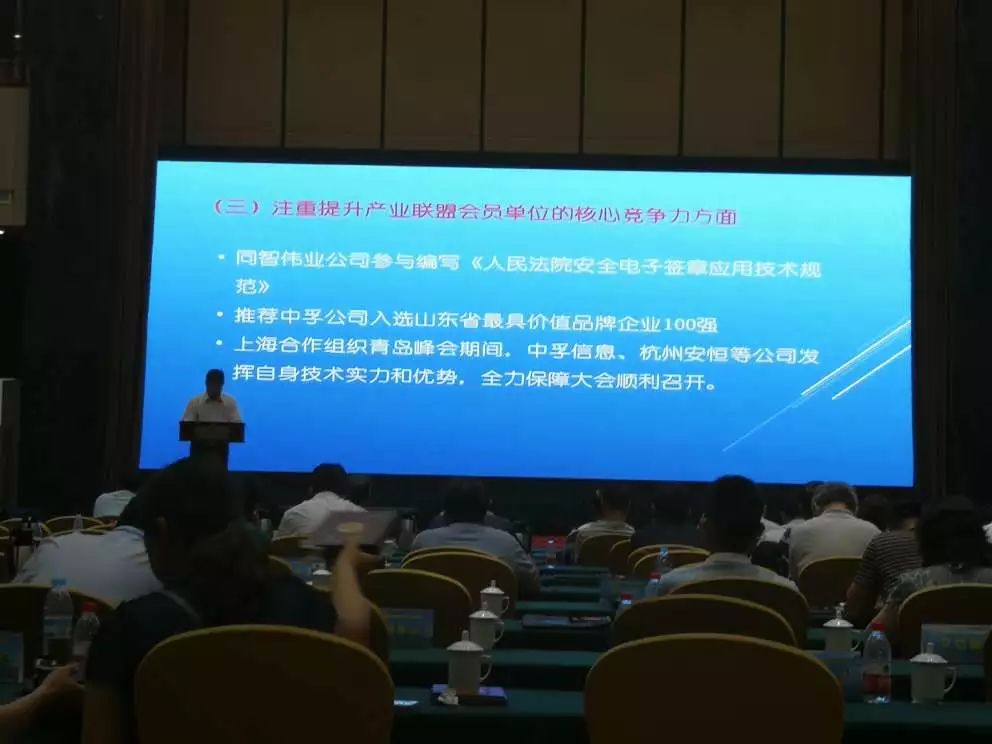 （三）注重提升产业联盟会员单位的核心竞争力方面
• 同智伟业公司参与编写《人民法院安全电子签章应用技术规
范》
• 推荐中孚公司入选山东省最具价值品牌企业100强
• 上海合作组织青岛峰会期间，中孚信息、杭州安恒等公司发
挥自身技术实力和优势，全力保障大会顺利召开。